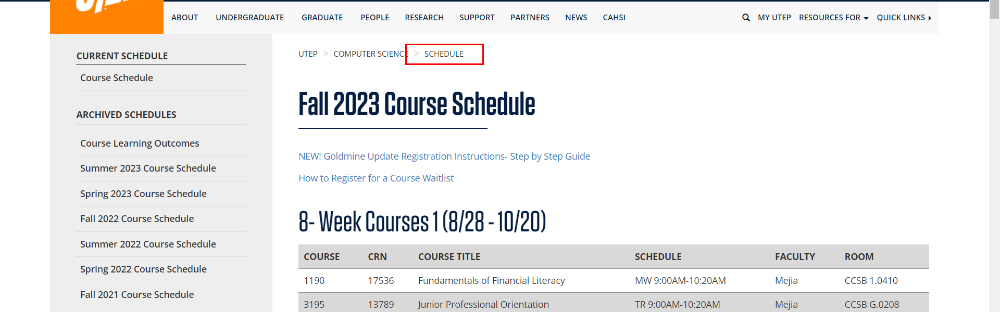 ABOUT UNDERGRADUATE GRADUATE PEOPLE RESEARCH SUPPORT PARTNERS NEWS CAHSI MY UTEP RESOURCES FOR QUICK LINKS
CURRENT SCHEDULE
Course Schedule
ARCHIVED SCHEDULES
Course Learning Outcomes
Summer 2023 Course Schedule
Spring 2023 Course Schedule
Fall 2022 Course Schedule
Summer 2022 Course Schedule
Spring 2022 Course Schedule
Fall 2021 Course Schedule
UTEP > COMPUTER SCIENCE > SCHEDULE
Fall 2023 Course Schedule
NEW! Goldmine Update Registration Instructions- Step by Step Guide
How to Register for a Course Waitlist
8- Week Courses 1 (8/28 - 10/20)
COURSE CRN COURSE TITLE SCHEDULE FACULTY ROOM
1190 17536 Fundamentals of Financial Literacy MW 9:00AM-10:20AM Mejia CCSB 1.0410
3195 13789 Junior Professional Orientation TR 9:00AM-10:20AM Mejia CCSB G.0208